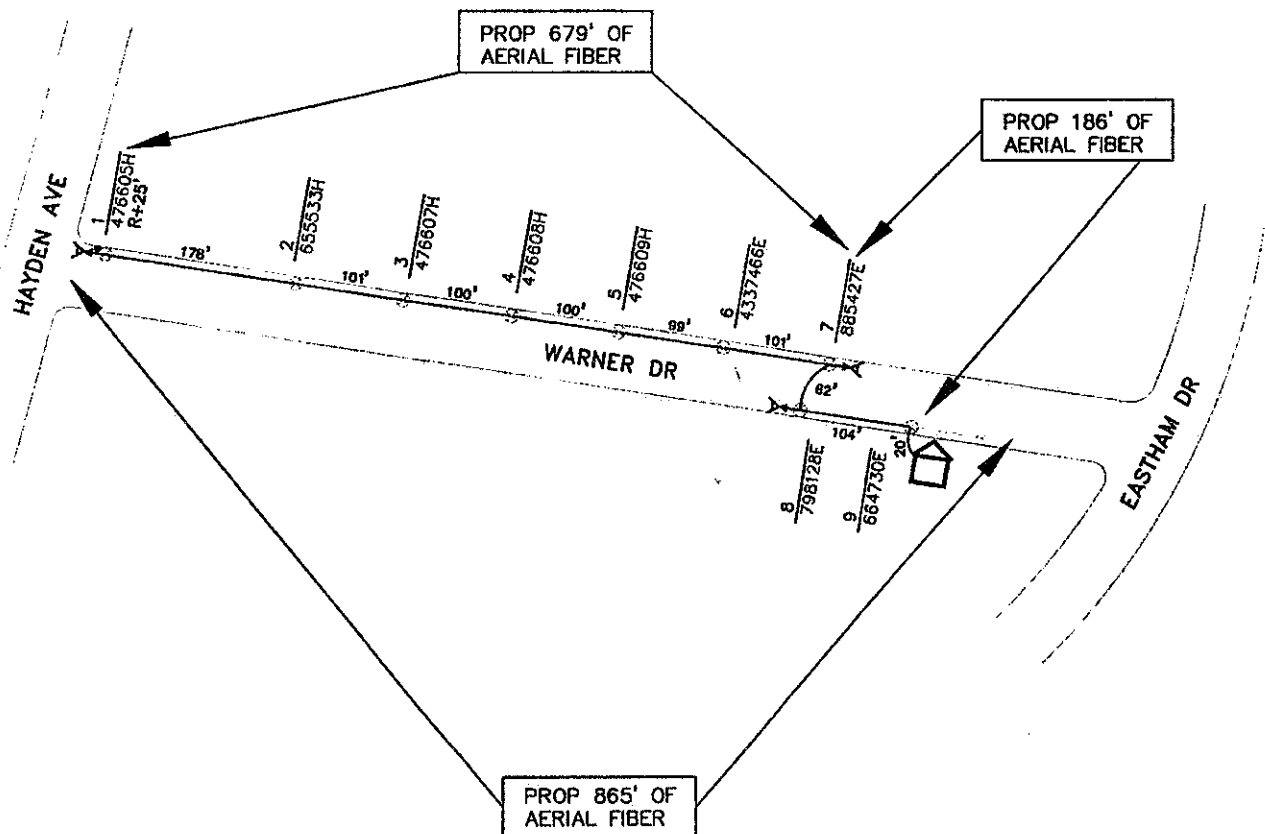 PROP 679' OF
AERIAL FIBER
PROP 186' OF
AERIAL FIBER
HAYDEN AVE
1
476605H
R+25'
2
655533H
3
476607H
4
476608H
5
476609H
6
4337466E
7
885427E
178'
101'
100'
100'
99'
101'
WARNER DR
62'
104'
20'
8
798128E
9
664730E
EASTHAM DR
PROP 865' OF
AERIAL FIBER